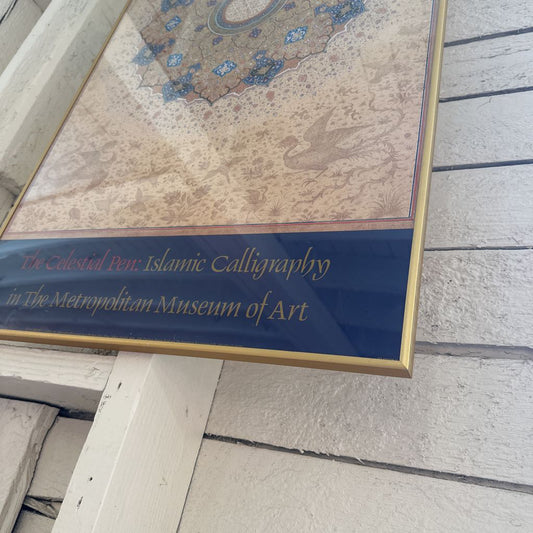 The Celestial Pen: Islamic Calligraphy
in The Metropolitan Museum of Art